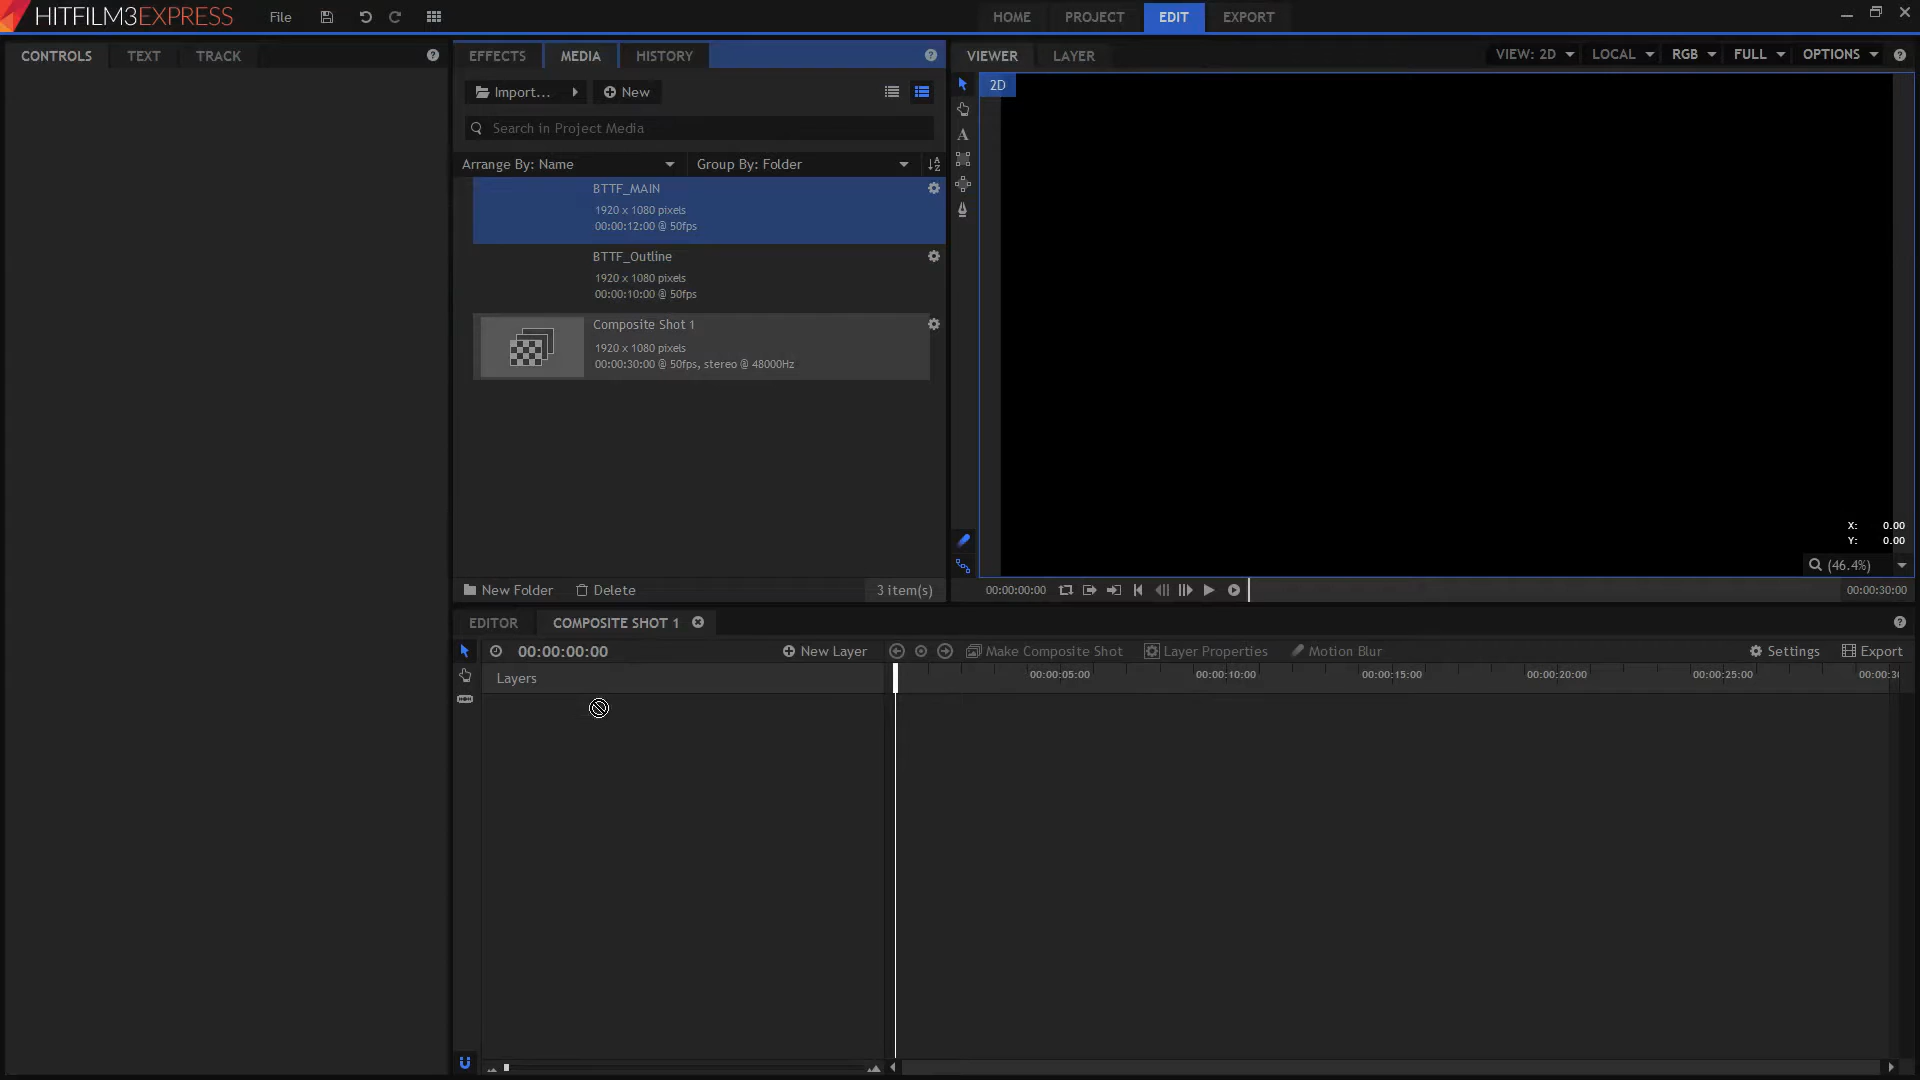 HITFILM3EXPRESS File HOME PROJECT EDIT EXPORT
CONTROLS TEXT TRACK
EFFECTS MEDIA HISTORY
Import... New
Search in Project Media
Arrange By: Name Group By: Folder
BTTF_MAIN
1920 x 1080 pixels
00:00:12:00 @ 50fps
BTTF_Outline
1920 x 1080 pixels
00:00:10:00 @ 50fps
Composite Shot 1
1920 x 1080 pixels
00:00:30:00 @ 50fps, stereo @ 48000Hz
New Folder Delete 3 item(s)
VIEWER LAYER VIEW: 2D LOCAL RGB FULL OPTIONS
2D
A
X: 0.00
Y: 0.00
(46.4%)
00:00:00:00 00:00:30:00
EDITOR COMPOSITE SHOT 1
00:00:00:00 New Layer Make Composite Shot Layer Properties Motion Blur Settings Export
Layers 00:00:05:00 00:00:10:00 00:00:15:00 00:00:20:00 00:00:25:00 00:00:3